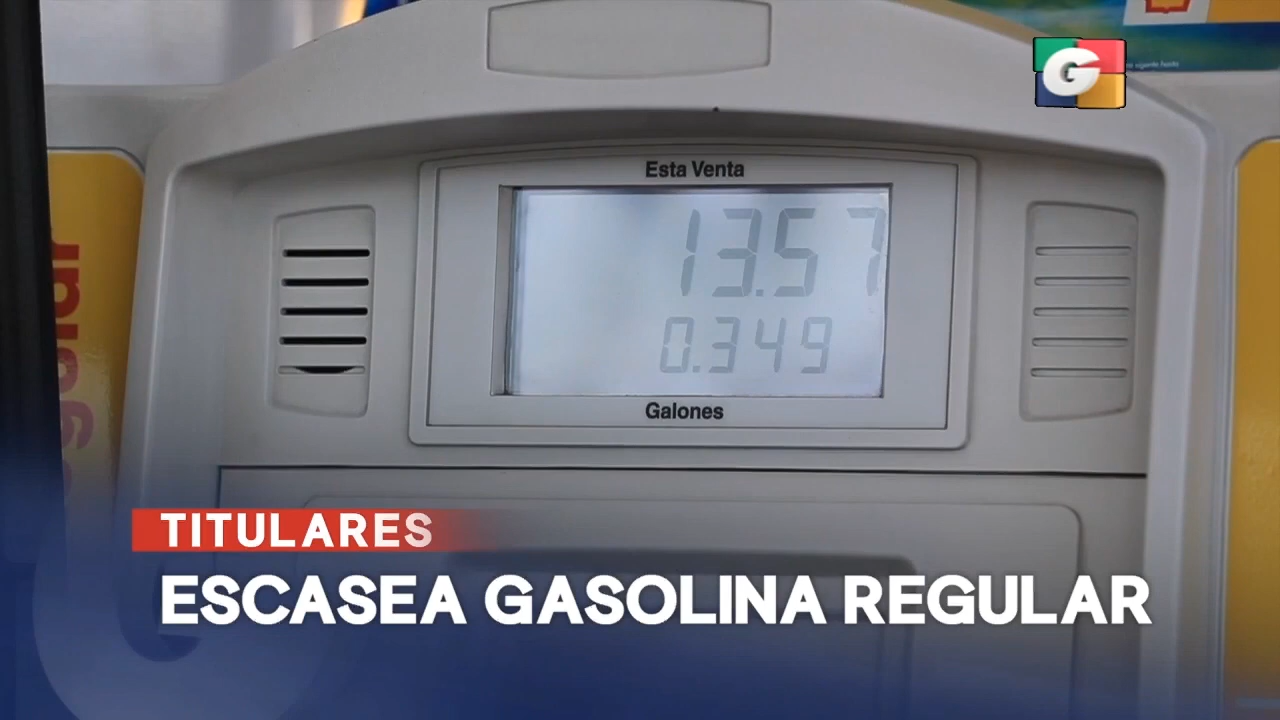 G
Esta Venta
13.57
0.349
Galones
TITULARES
ESCASEA GASOLINA REGULAR